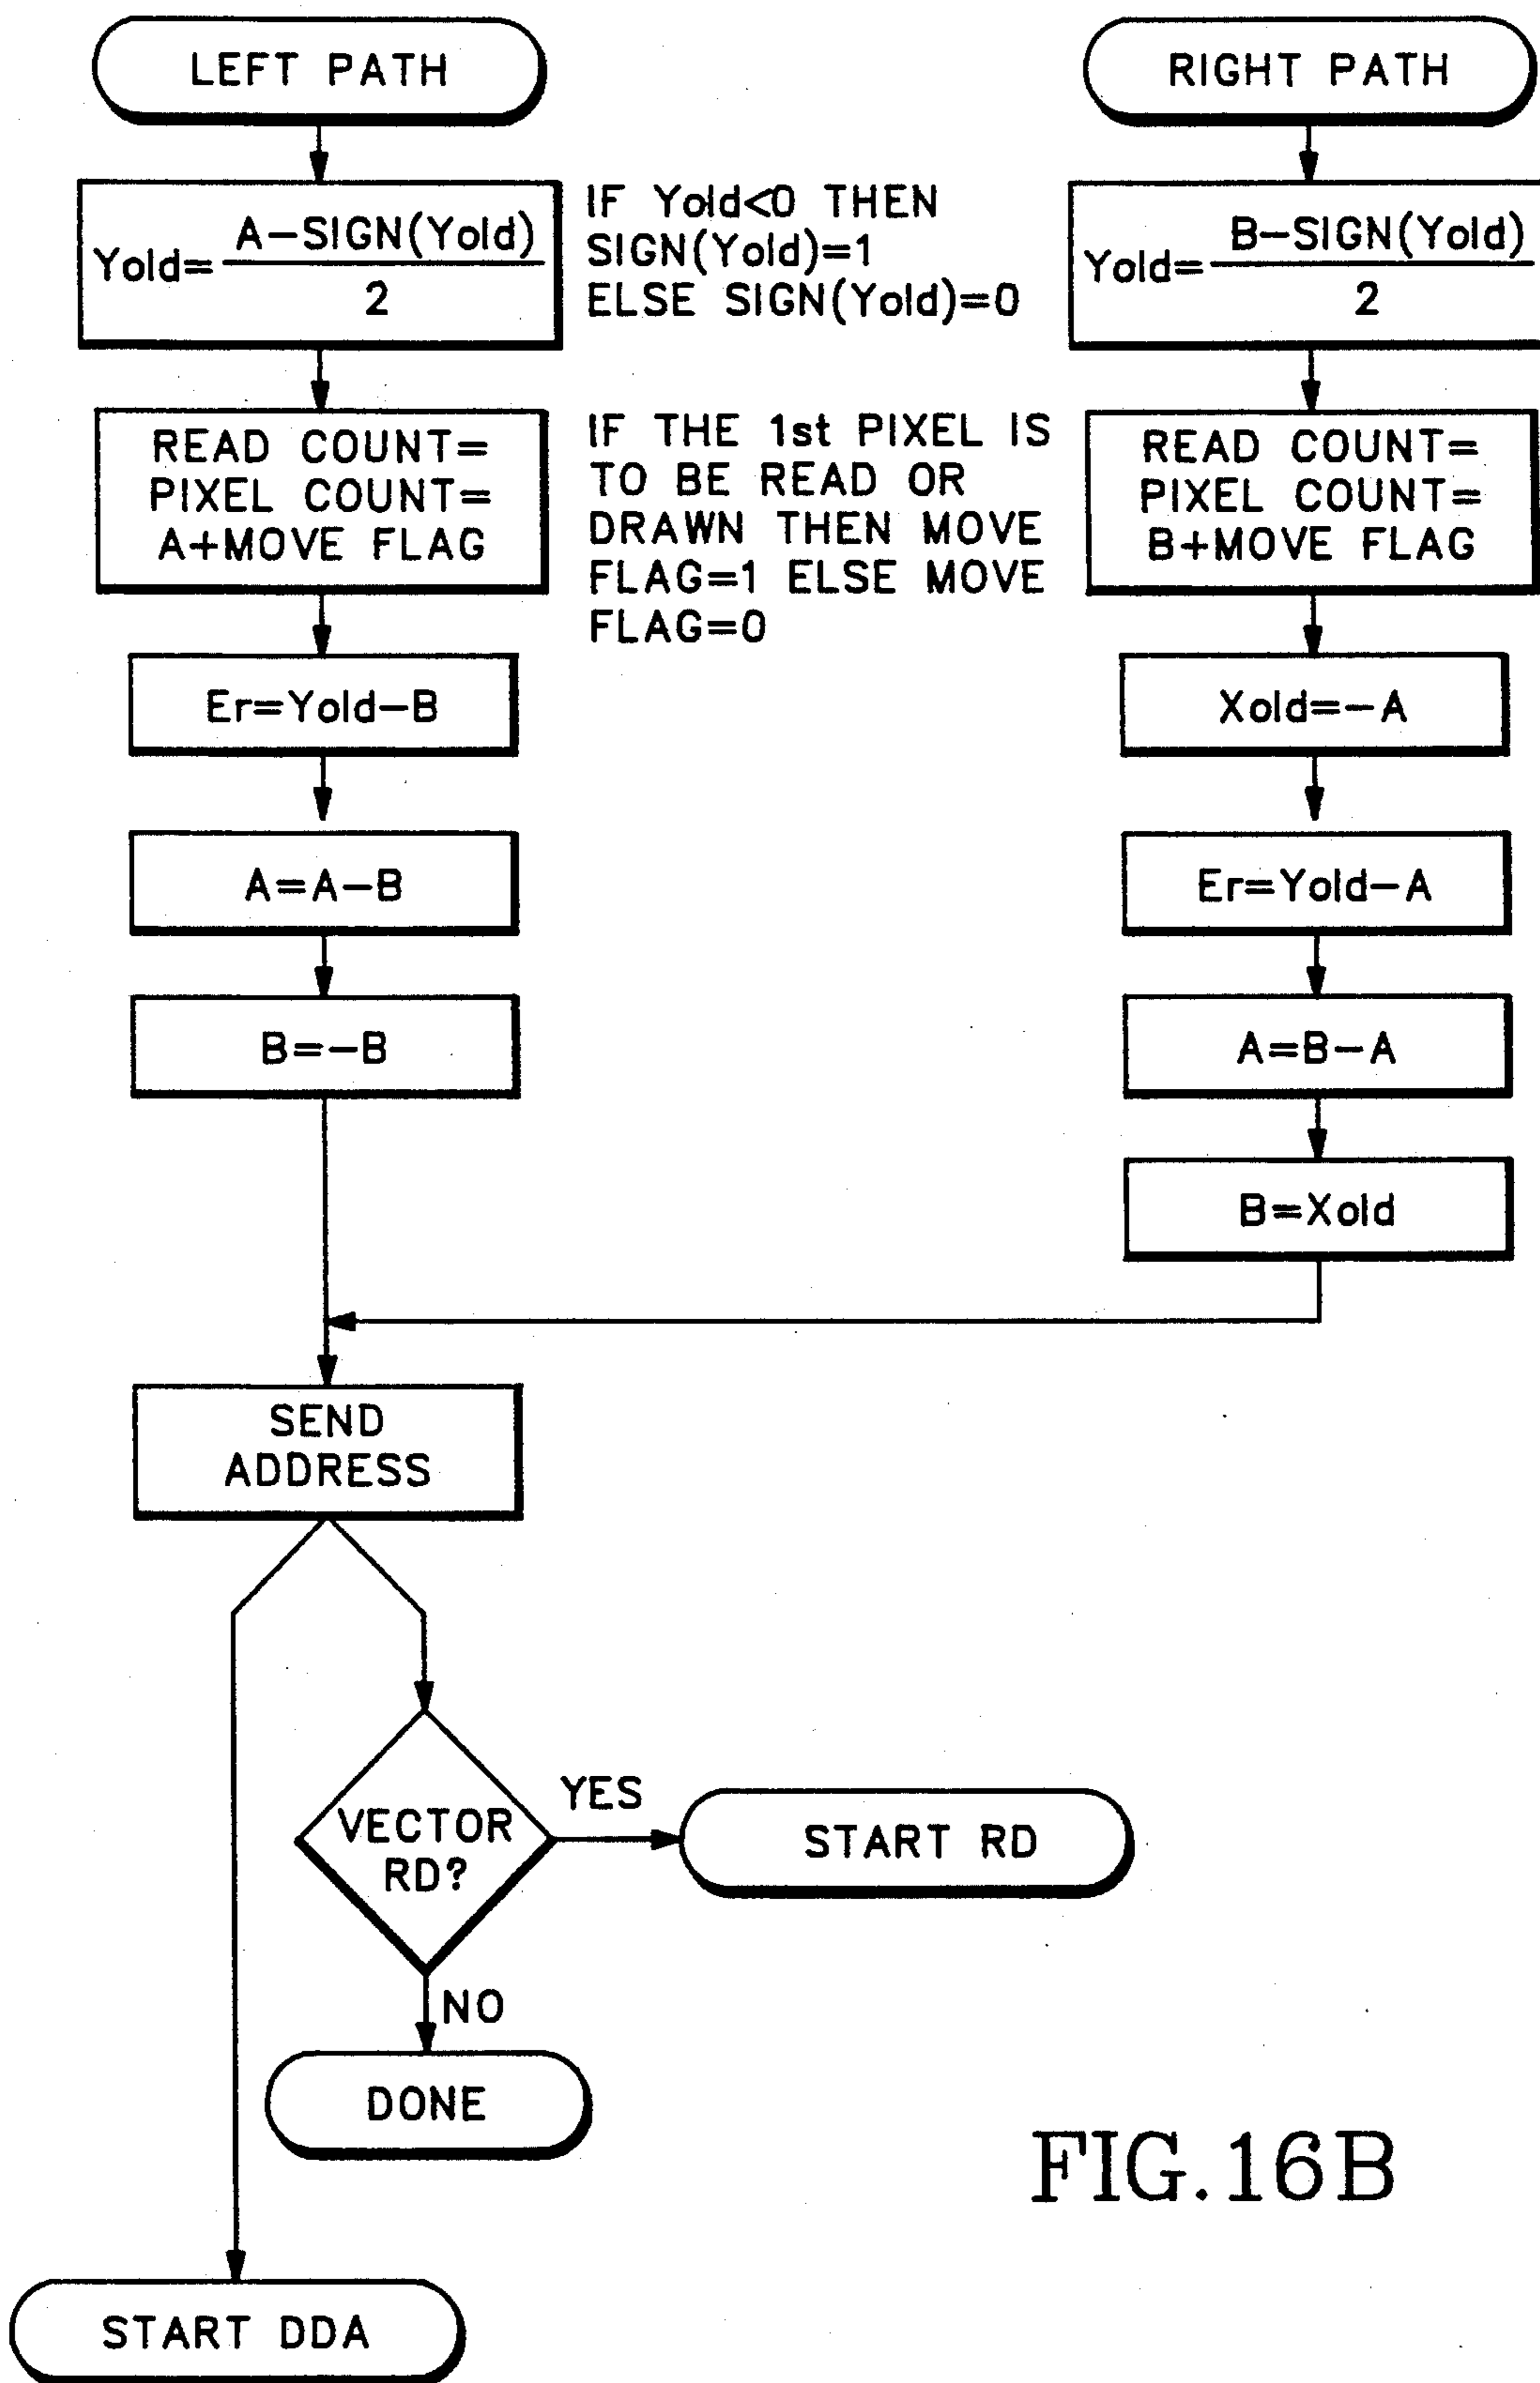 LEFT PATH
Yold=
A−SIGN(Yold)
2
IF Yold<0 THEN
SIGN(Yold)=1
ELSE SIGN(Yold)=0
READ COUNT=
PIXEL COUNT=
A+MOVE FLAG
IF THE 1st PIXEL IS
TO BE READ OR
DRAWN THEN MOVE
FLAG=1 ELSE MOVE
FLAG=0
Er=Yold−B
A=A−B
B=−B
RIGHT PATH
Yold=
B−SIGN(Yold)
2
READ COUNT=
PIXEL COUNT=
B+MOVE FLAG
Xold=−A
Er=Yold−A
A=B−A
B=Xold
SEND
ADDRESS
VECTOR
RD?
YES
START RD
NO
DONE
START DDA
FIG.16B